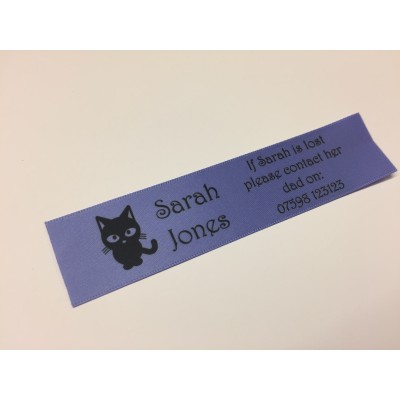 Sarah
Jones
If Sarah is lost
please contact her
dad on:
07598 123123